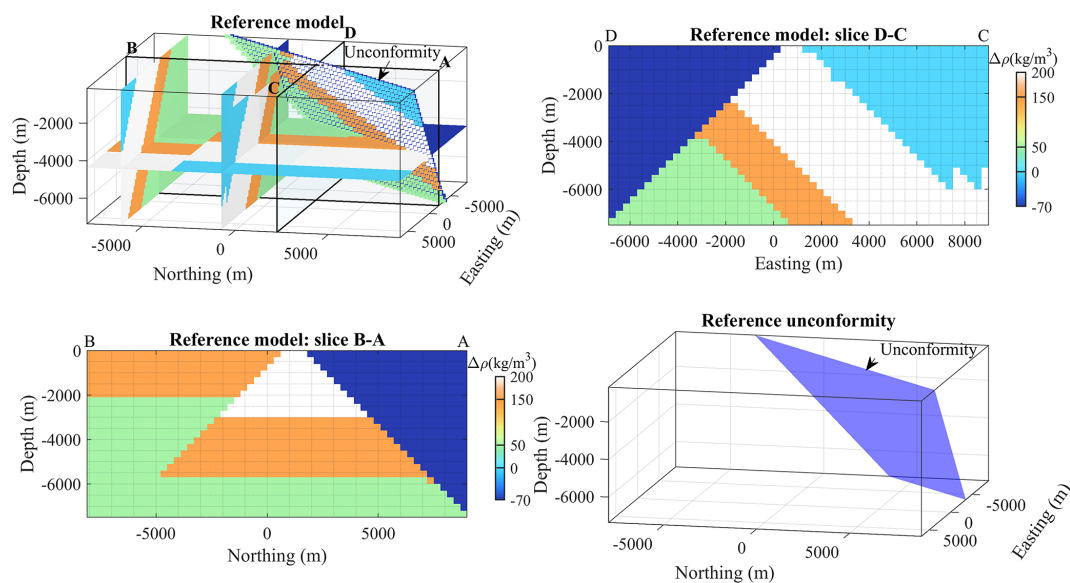 Reference model
D
B
Unconformity
A
C
-2000
-4000
-6000
Depth (m)
-5000
0
5000
Northing (m)
-5000
0
5000
Easting (m)
Reference model: slice D-C
D
C
Δρ(kg/m³)
0
-2000
-4000
-6000
Depth (m)
-6000 -4000 -2000 0 2000 4000 6000 8000
Easting (m)
200
150
50
0
-70
Reference model: slice B-A
B
A
Δρ(kg/m³)
0
-2000
-4000
-6000
Depth (m)
-5000 0 5000
Northing (m)
200
150
50
0
-70
Reference unconformity
Unconformity
-2000
-4000
-6000
Depth (m)
-5000
0
5000
Northing (m)
-5000
0
5000
Easting (m)